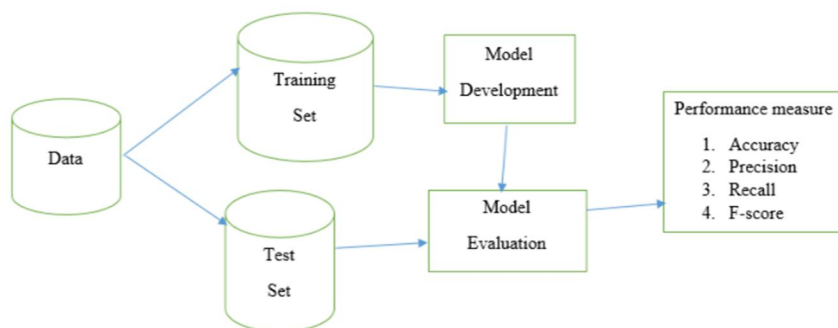 Data
Training
Set
Test
Set
Model
Development
Model
Evaluation
Performance measure
1. Accuracy
2. Precision
3. Recall
4. F-score